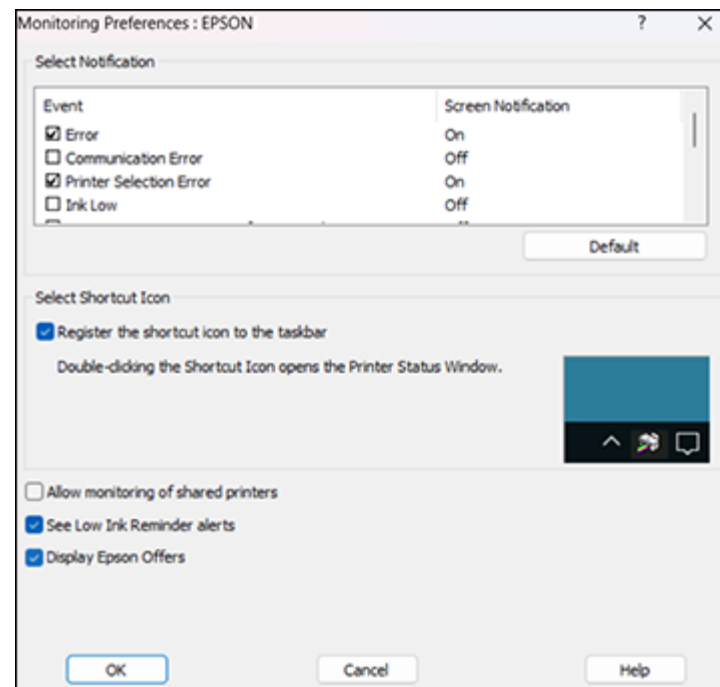 Monitoring Preferences : EPSON
Select Notification
Event Screen Notification
Error On
Communication Error Off
Printer Selection Error On
Ink Low Off
Default
Select Shortcut Icon
Register the shortcut icon to the taskbar
Double-clicking the Shortcut Icon opens the Printer Status Window.
Allow monitoring of shared printers
See Low Ink Reminder alerts
Display Epson Offers
OK Cancel Help